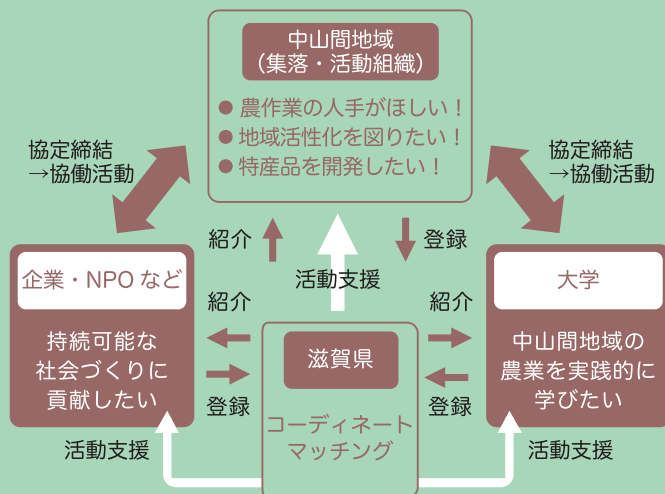 中山間地域
（集落・活動組織）
● 農作業の人手がほしい！
● 地域活性化を図りたい！
● 特産品を開発したい！
協定締結
→協働活動
協定締結
→協働活動
紹介
登録
活動支援
企業・NPO など
持続可能な
社会づくりに
貢献したい
紹介
登録
滋賀県
コーディネート
マッチング
紹介
登録
大学
中山間地域の
農業を実践的に
学びたい
活動支援
活動支援